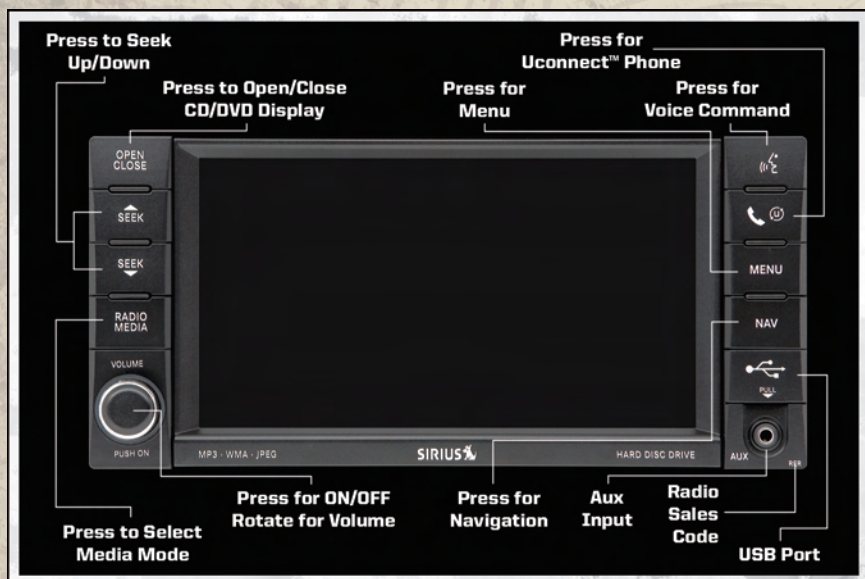 Press to Seek
Up/Down
Press for
Uconnect™ Phone
Press to Open/Close
CD/DVD Display
Press for
Menu
Press for
Voice Command
OPEN
CLOSE
SEEK
SEEK
RADIO
MEDIA
VOLUME
PUSH ON
MENU
NAV
PULL
AUX
RER
MP3 · WMA · JPEG
SIRIUS
HARD DISC DRIVE
Press for ON/OFF
Rotate for Volume
Press for
Navigation
Aux
Input
Radio
Sales
Code
Press to Select
Media Mode
USB Port